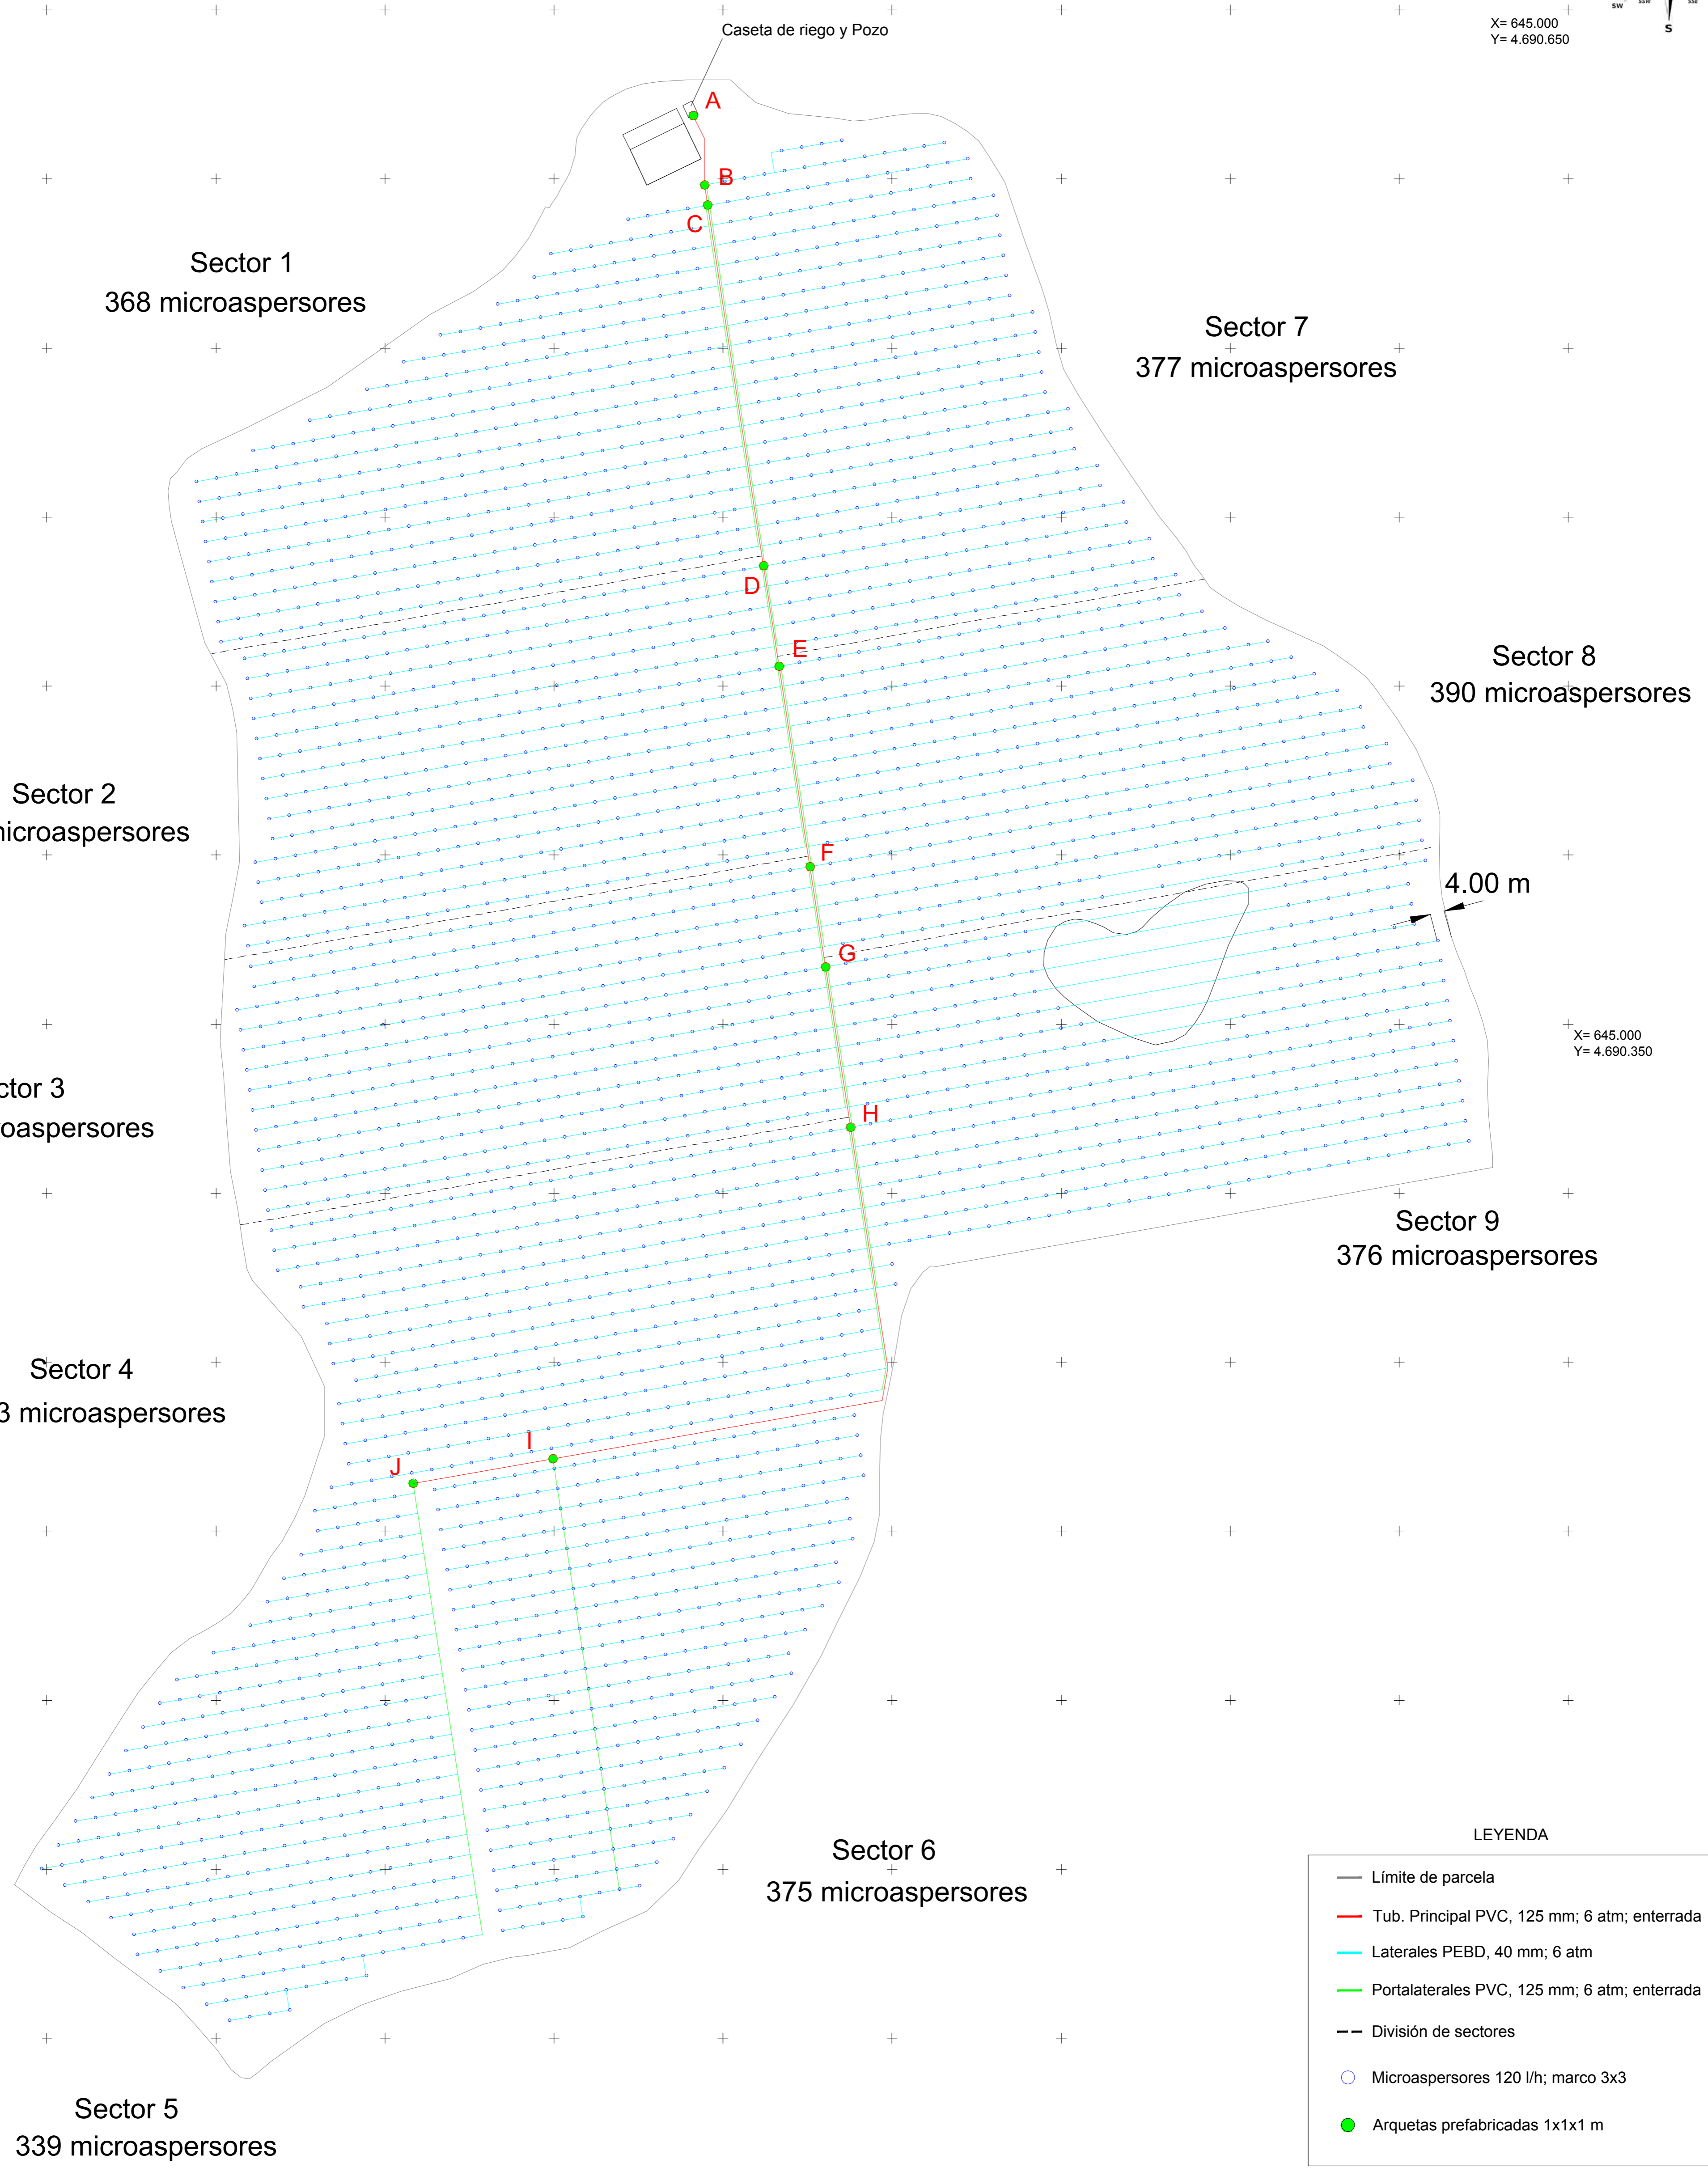 SW
SSW
SSE
S
X= 645.000
Y= 4.690.650
Caseta de riego y Pozo
A
B
C
Sector 1
368 microaspersores
Sector 7
377 microaspersores
D
E
Sector 8
390 microaspersores
Sector 2
microaspersores
F
4.00 m
G
X= 645.000
Y= 4.690.350
ctor 3
oaspersores
H
Sector 9
376 microaspersores
Sector 4
3 microaspersores
I
J
Sector 6
375 microaspersores
LEYENDA
Límite de parcela
Tub. Principal PVC, 125 mm; 6 atm; enterrada
Laterales PEBD, 40 mm; 6 atm
Portalaterales PVC, 125 mm; 6 atm; enterrada
División de sectores
Microaspersores 120 l/h; marco 3x3
Arquetas prefabricadas 1x1x1 m
Sector 5
339 microaspersores